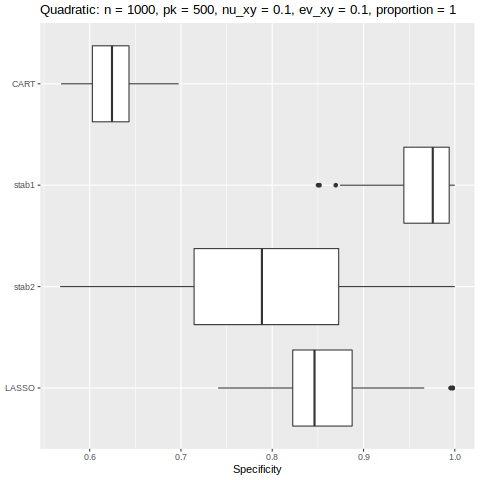 Quadratic: n = 1000, pk = 500, nu_xy = 0.1, ev_xy = 0.1, proportion = 1
CART
stab1
stab2
LASSO
0.6 0.7 0.8 0.9 1.0
Specificity